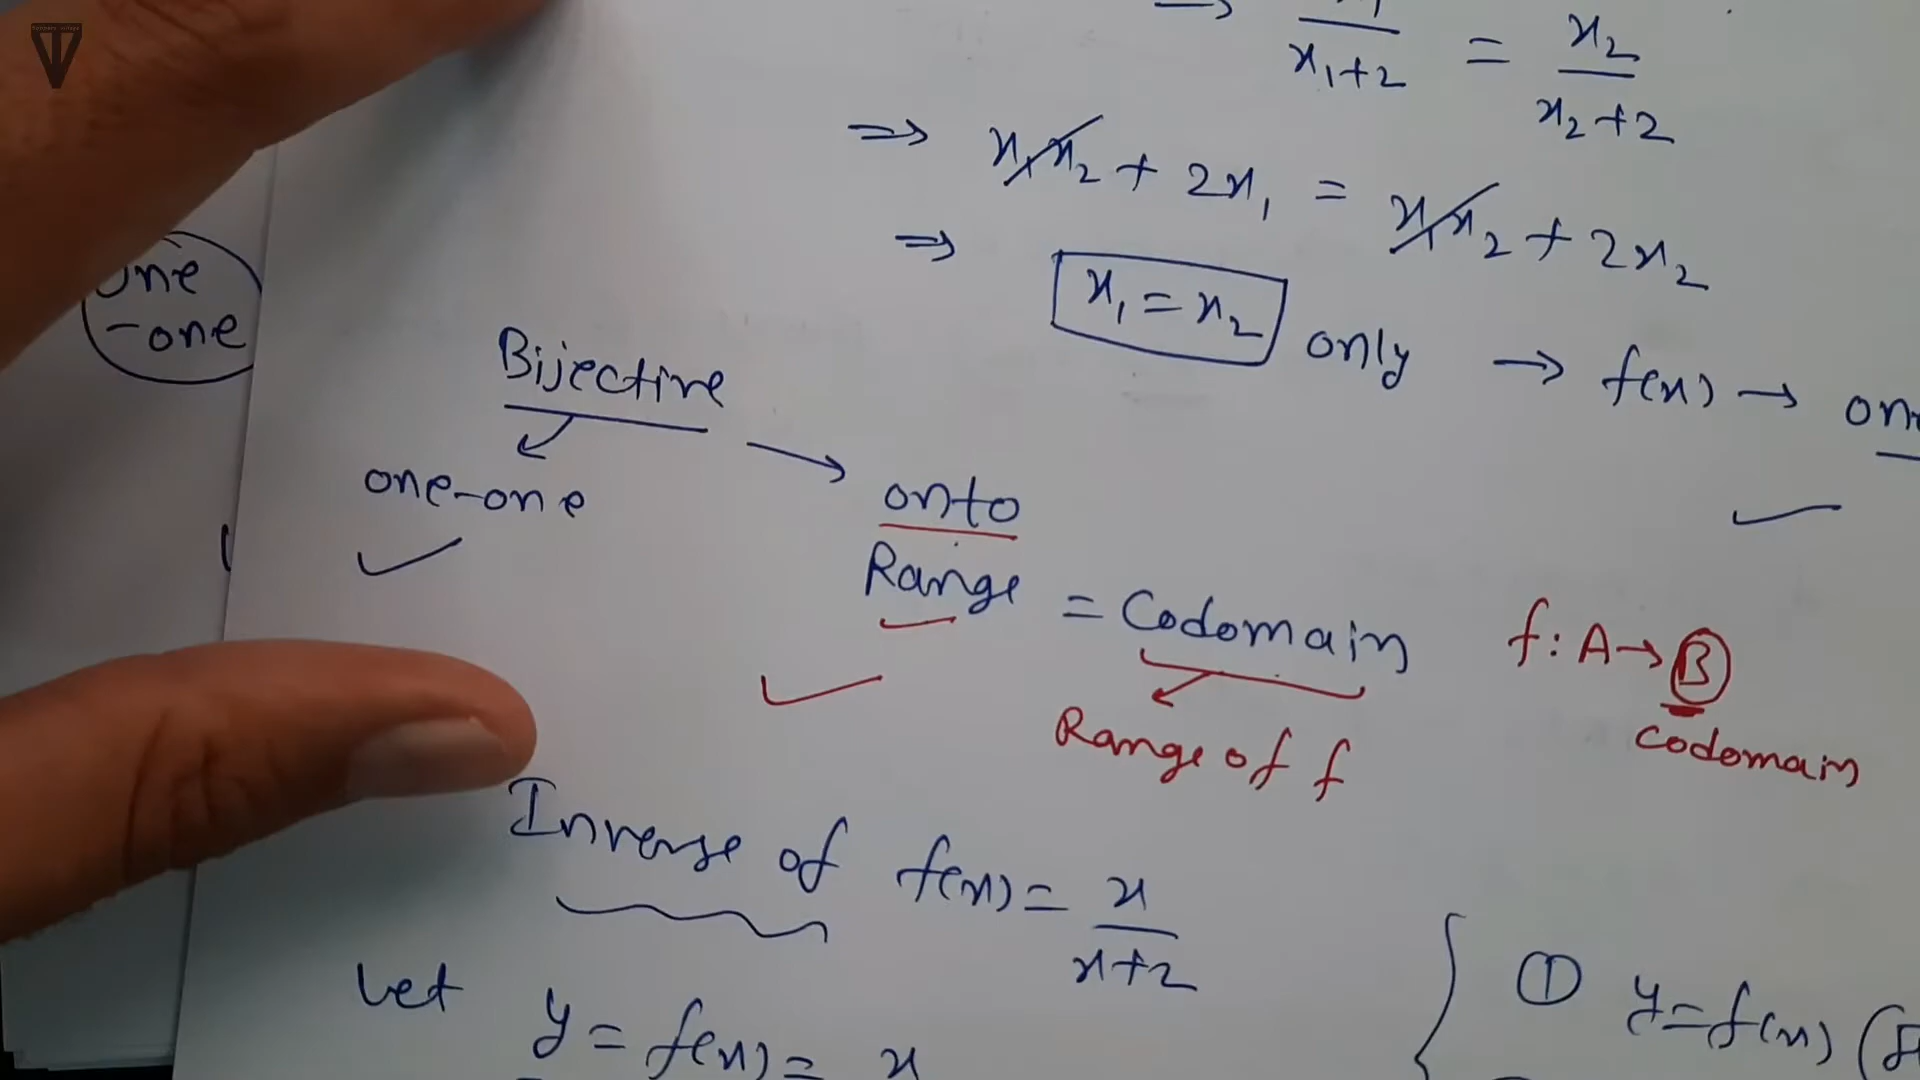 ⇒ x₁/(x₁+2) = x₂/(x₂+2)
⇒ x₁x₂ + 2x₁ = x₁x₂ + 2x₂
⇒ x₁ = x₂ only → f(x) → on
one
-one
Bijective
one-one
onto
Range = Codomain
f: A → B
codomain
Range of f
Inverse of f(x) = x/(x+2)
Let y = f(x) = x
① y = f(x) (